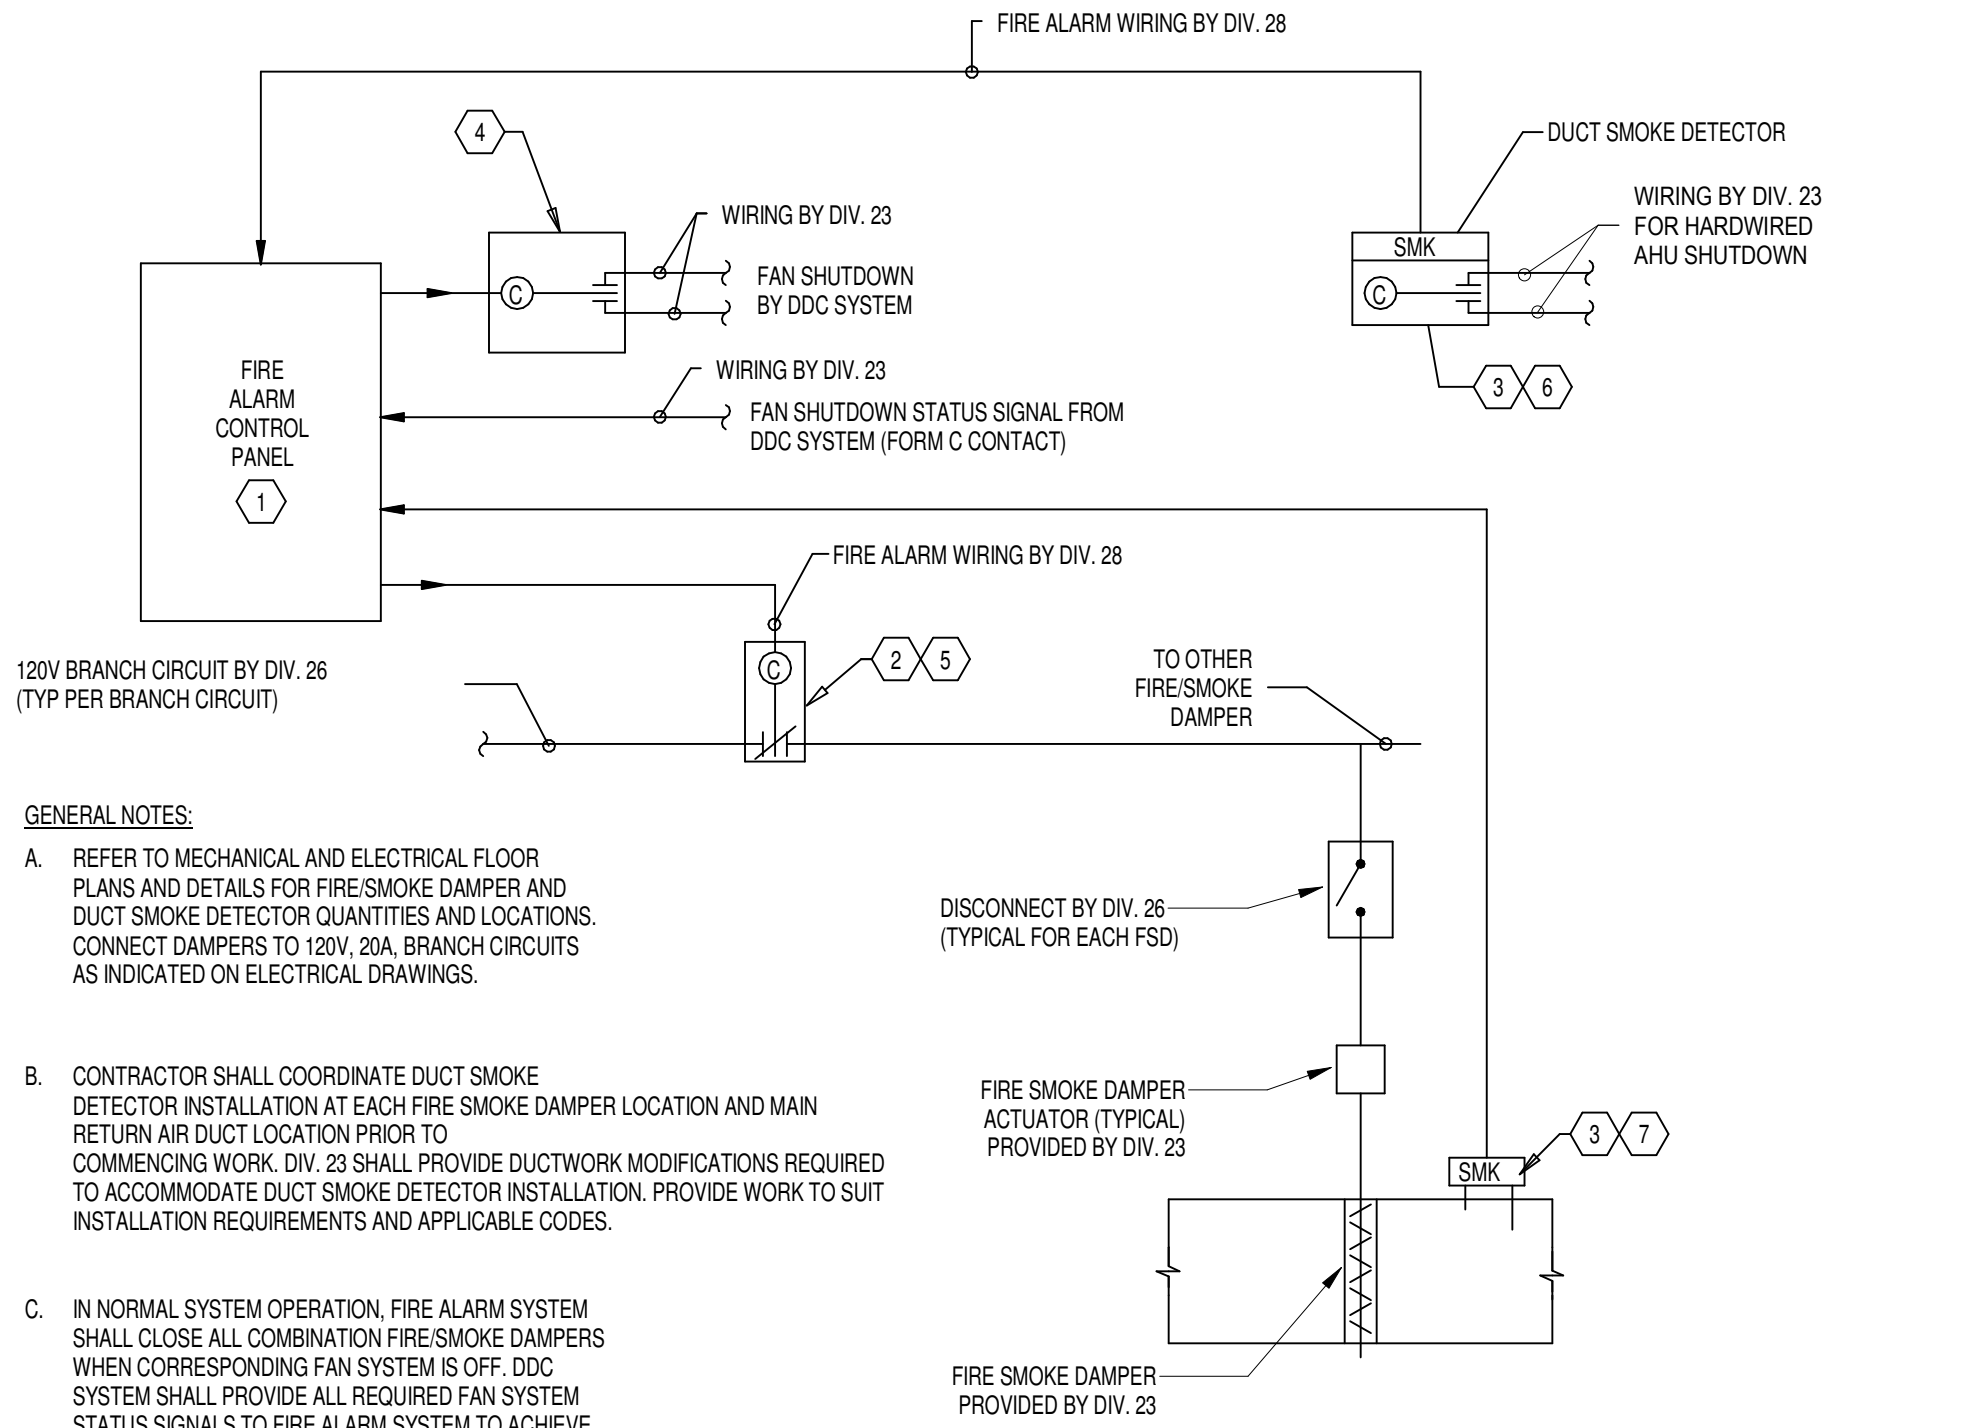 FIRE ALARM WIRING BY DIV. 28
4
DUCT SMOKE DETECTOR
WIRING BY DIV. 23
FOR HARDWIRED
AHU SHUTDOWN
WIRING BY DIV. 23
SMK
FAN SHUTDOWN
BY DDC SYSTEM
C
C
FIRE
ALARM
CONTROL
PANEL
1
WIRING BY DIV. 23
FAN SHUTDOWN STATUS SIGNAL FROM
DDC SYSTEM (FORM C CONTACT)
3 6
FIRE ALARM WIRING BY DIV. 28
C
2 5
120V BRANCH CIRCUIT BY DIV. 26
(TYP PER BRANCH CIRCUIT)
TO OTHER
FIRE/SMOKE
DAMPER
GENERAL NOTES:
A. REFER TO MECHANICAL AND ELECTRICAL FLOOR
PLANS AND DETAILS FOR FIRE/SMOKE DAMPER AND
DUCT SMOKE DETECTOR QUANTITIES AND LOCATIONS.
CONNECT DAMPERS TO 120V, 20A, BRANCH CIRCUITS
AS INDICATED ON ELECTRICAL DRAWINGS.
DISCONNECT BY DIV. 26
(TYPICAL FOR EACH FSD)
B. CONTRACTOR SHALL COORDINATE DUCT SMOKE
DETECTOR INSTALLATION AT EACH FIRE SMOKE DAMPER LOCATION AND MAIN
RETURN AIR DUCT LOCATION PRIOR TO
COMMENCING WORK. DIV. 23 SHALL PROVIDE DUCTWORK MODIFICATIONS REQUIRED
TO ACCOMMODATE DUCT SMOKE DETECTOR INSTALLATION. PROVIDE WORK TO SUIT
INSTALLATION REQUIREMENTS AND APPLICABLE CODES.
FIRE SMOKE DAMPER
ACTUATOR (TYPICAL)
PROVIDED BY DIV. 23
3 7
SMK
C. IN NORMAL SYSTEM OPERATION, FIRE ALARM SYSTEM
SHALL CLOSE ALL COMBINATION FIRE/SMOKE DAMPERS
WHEN CORRESPONDING FAN SYSTEM IS OFF. DDC
SYSTEM SHALL PROVIDE ALL REQUIRED FAN SYSTEM
STATUS SIGNALS TO FIRE ALARM SYSTEM TO ACHIEVE
FIRE SMOKE DAMPER
PROVIDED BY DIV. 23